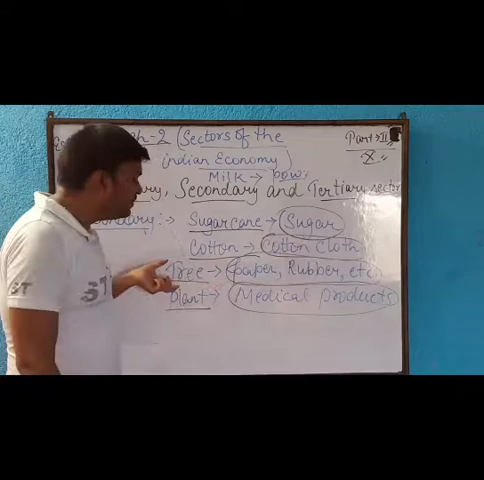 ch-2 (Sectors of the
Part→II
X
indian Economy)
Milk → pow
Secondary and Tertiary sector
:→ Sugarcane → Sugar
Cotton → Cotton cloth
Tree → paper, Rubber, etc
plant → Medical products